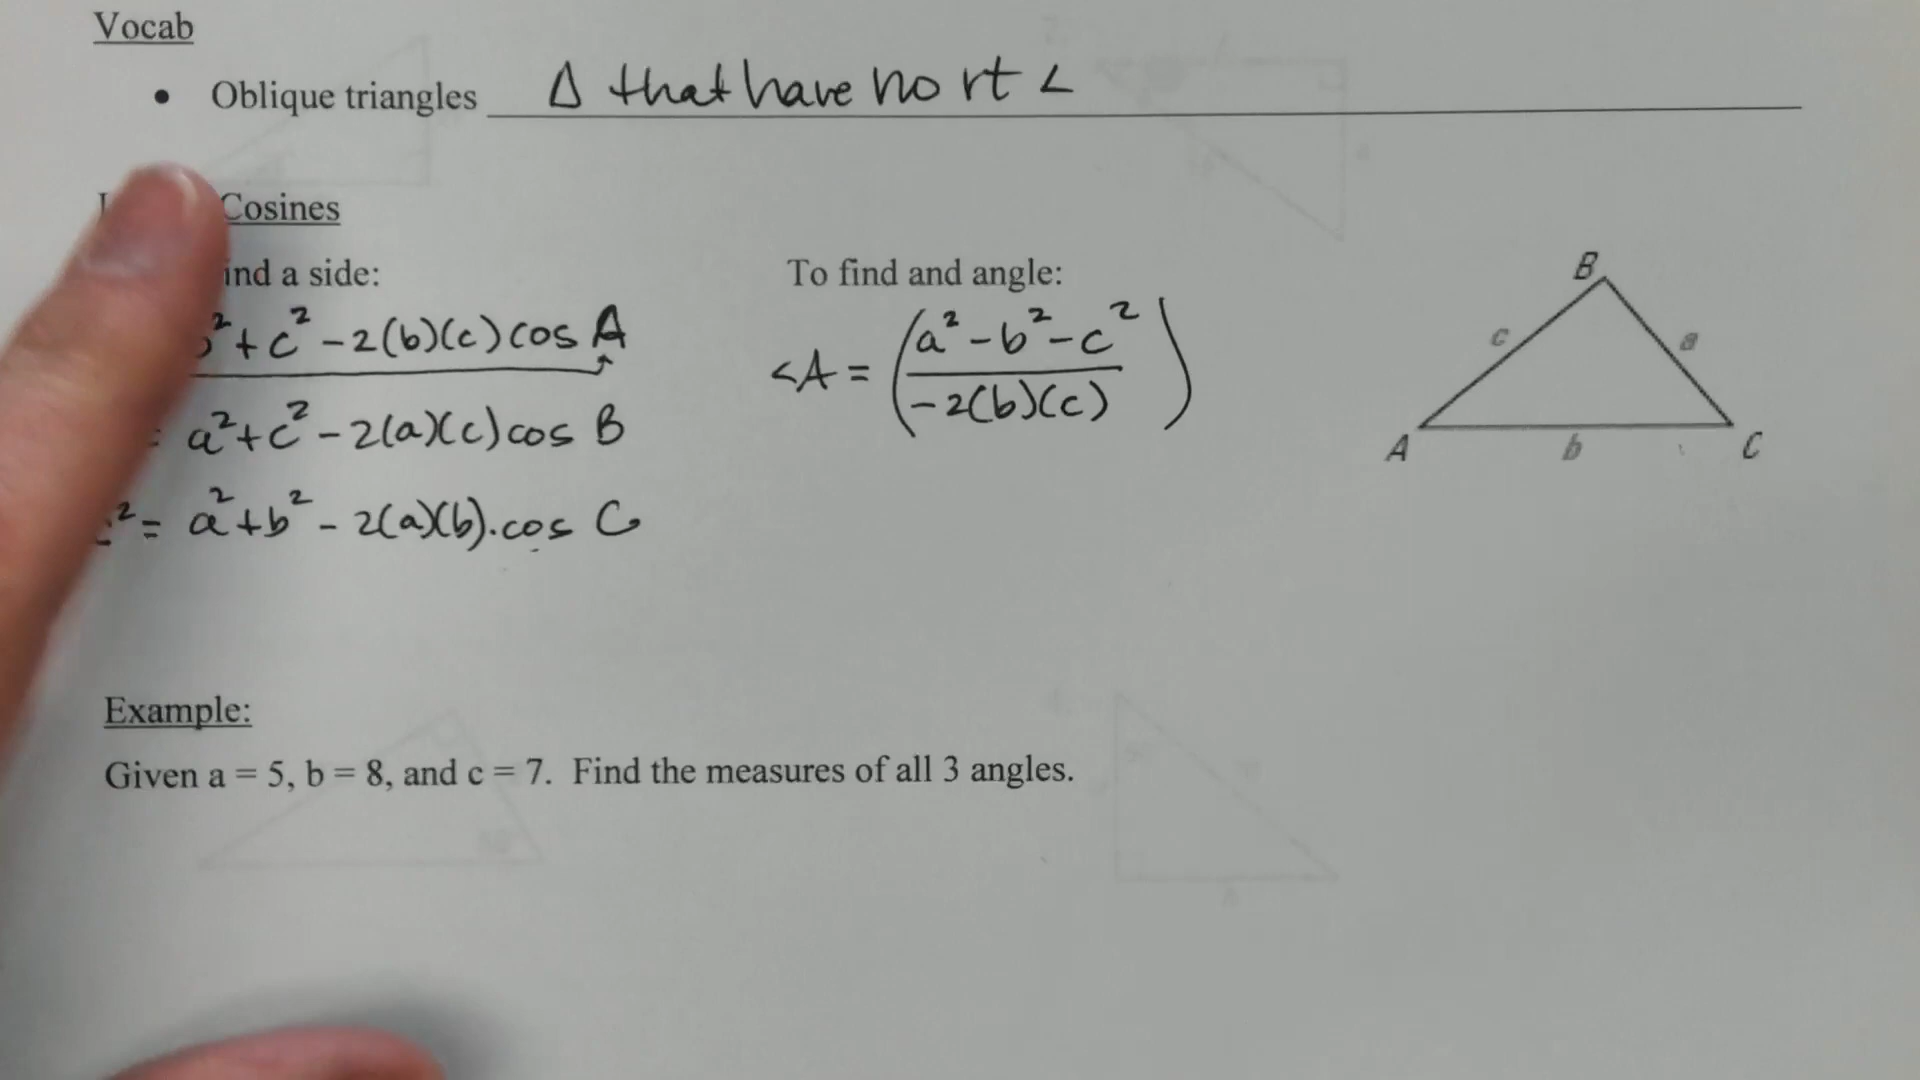 Vocab
• Oblique triangles Δ that have no rt <
Cosines
ind a side:
To find and angle:
² + c² - 2(b)(c) cos A
<A = (a² - b² - c² / -2(b)(c))
= a² + c² - 2(a)(c) cos B
² = a² + b² - 2(a)(b) · cos C
B
c
a
A
b
C
Example:
Given a = 5, b = 8, and c = 7. Find the measures of all 3 angles.